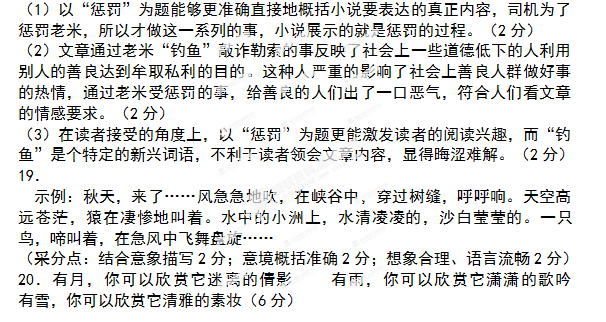 （1）以“惩罚”为题能够更准确直接地概括小说要表达的真正内容，司机为了
惩罚老米，所以才做这一系列的事，小说展示的就是惩罚的过程。（2 分）
（2）文章通过老米“钓鱼”敲诈勒索的事反映了社会上一些道德低下的人利用
别人的善良达到牟取私利的目的。这种人严重的影响了社会上善良人群做好事
的热情，通过老米受惩罚的事，给善良的人们出了一口恶气，符合人们看文章
的情感要求。（2 分）
（3）在读者接受的角度上，以“惩罚”为题更能激发读者的阅读兴趣，而“钓
鱼”是个特定的新兴词语，不利于读者领会文章内容，显得晦涩难解。（2 分）
19．
示例：秋天，来了……风急急地吹，在峡谷中，穿过树缝，呼呼响。天空高
远苍茫，猿在凄惨地叫着。水中的小洲上，水清凌凌的，沙白莹莹的。一只
鸟，啼叫着，在急风中飞舞盘旋……
（采分点：结合意象描写 2 分；意境概括准确 2 分；想象合理、语言流畅 2 分）
20．有月，你可以欣赏它迷离的倩影 有雨，你可以欣赏它潇潇的歌吟
有雪，你可以欣赏它清雅的素妆（6 分）